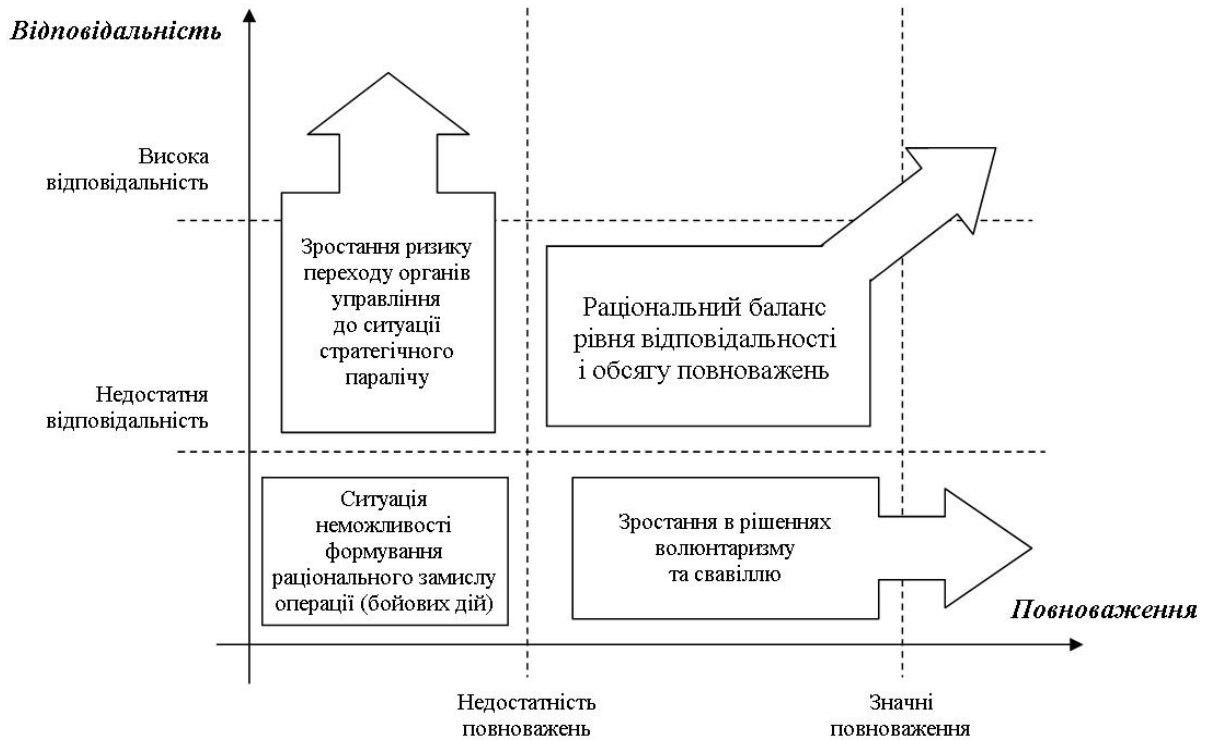 Відповідальність
Висока
відповідальність
Зростання ризику
переходу органів
управління
до ситуації
стратегічного
паралічу
Раціональний баланс
рівня відповідальності
і обсягу повноважень
Недостатня
відповідальність
Ситуація
неможливості
формування
раціонального замислу
операції (бойових дій)
Зростання в рішеннях
волюнтаризму
та свавіллю
Повноваження
Недостатність
повноважень
Значні
повноваження